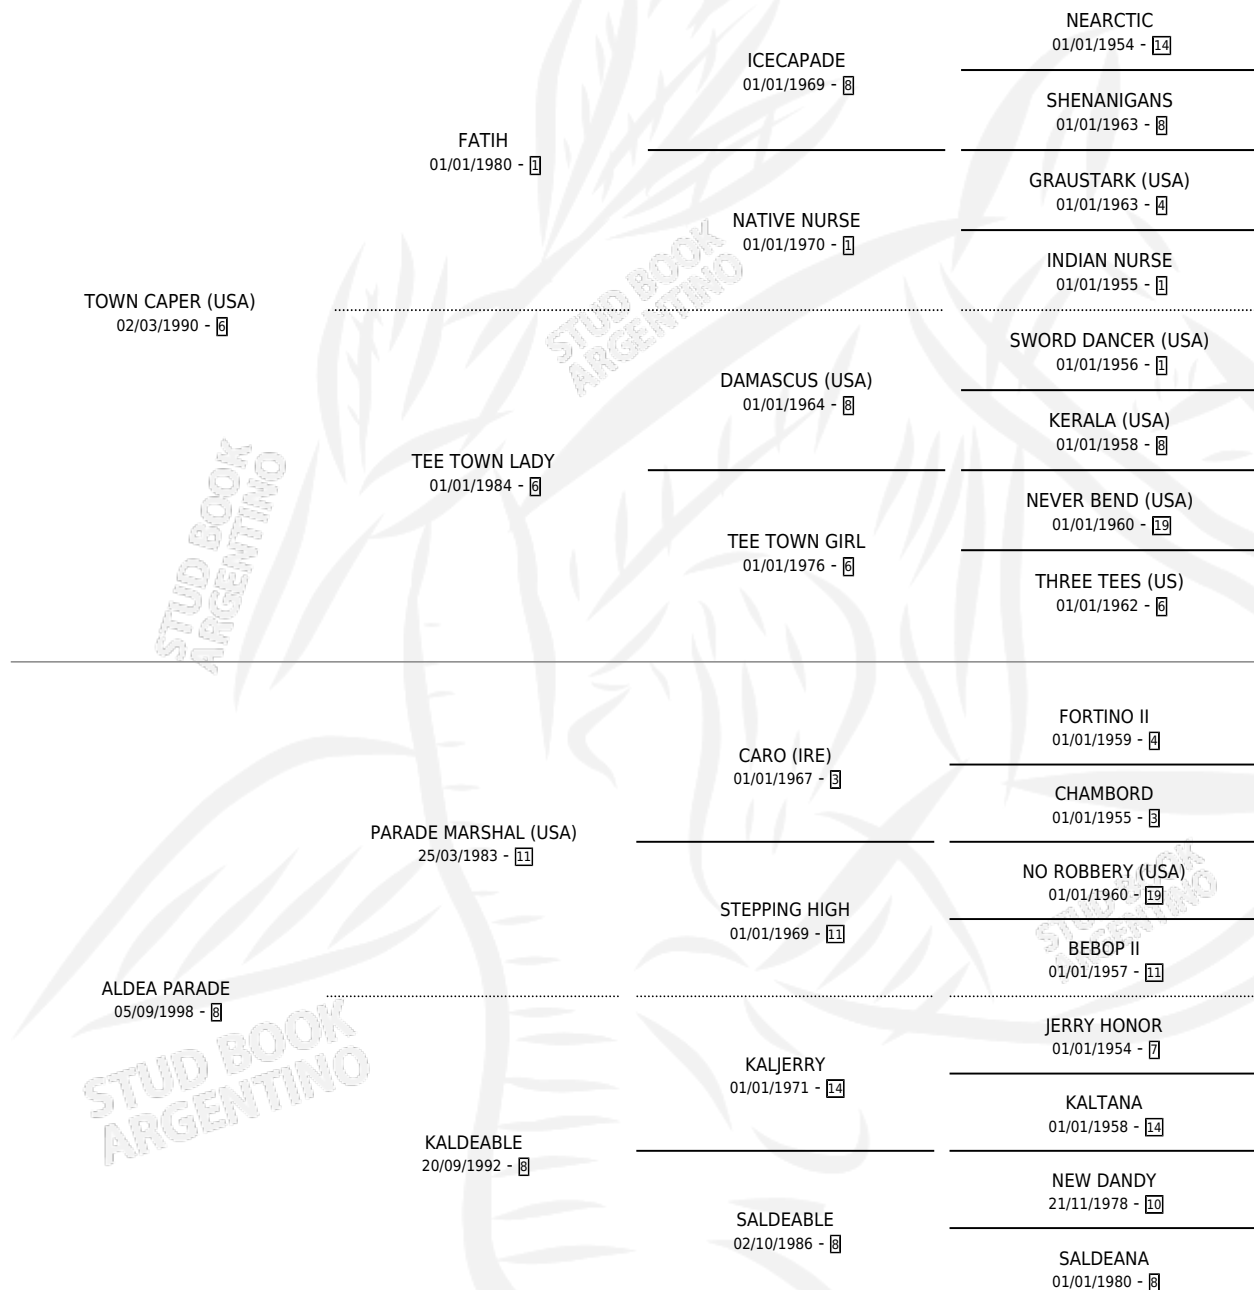 NEARCTIC
01/01/1954 - 14
ICECAPADE
01/01/1969 - 8
SHENANIGANS
01/01/1963 - 8
FATIH
01/01/1980 - 1
GRAUSTARK (USA)
01/01/1963 - 4
NATIVE NURSE
01/01/1970 - 1
INDIAN NURSE
01/01/1955 - 1
TOWN CAPER (USA)
02/03/1990 - 6
STUD BOOK
ARGENTINO
SWORD DANCER (USA)
01/01/1956 - 1
DAMASCUS (USA)
01/01/1964 - 8
KERALA (USA)
01/01/1958 - 8
TEE TOWN LADY
01/01/1984 - 6
NEVER BEND (USA)
01/01/1960 - 19
TEE TOWN GIRL
01/01/1976 - 6
THREE TEES (US)
01/01/1962 - 6
STUD BOOK
ARGENTINO
FORTINO II
01/01/1959 - 4
CARO (IRE)
01/01/1967 - 3
CHAMBORD
01/01/1955 - 3
PARADE MARSHAL (USA)
25/03/1983 - 11
NO ROBBERY (USA)
01/01/1960 - 19
STEPPING HIGH
01/01/1969 - 11
STUD BOOK
ARGENTINO
BEBOP II
01/01/1957 - 11
ALDEA PARADE
05/09/1998 - 8
JERRY HONOR
01/01/1954 - 7
KALJERRY
01/01/1971 - 14
STUD BOOK
ARGENTINO
KALTANA
01/01/1958 - 14
KALDEABLE
20/09/1992 - 8
NEW DANDY
21/11/1978 - 10
SALDEABLE
02/10/1986 - 8
SALDEANA
01/01/1980 - 8